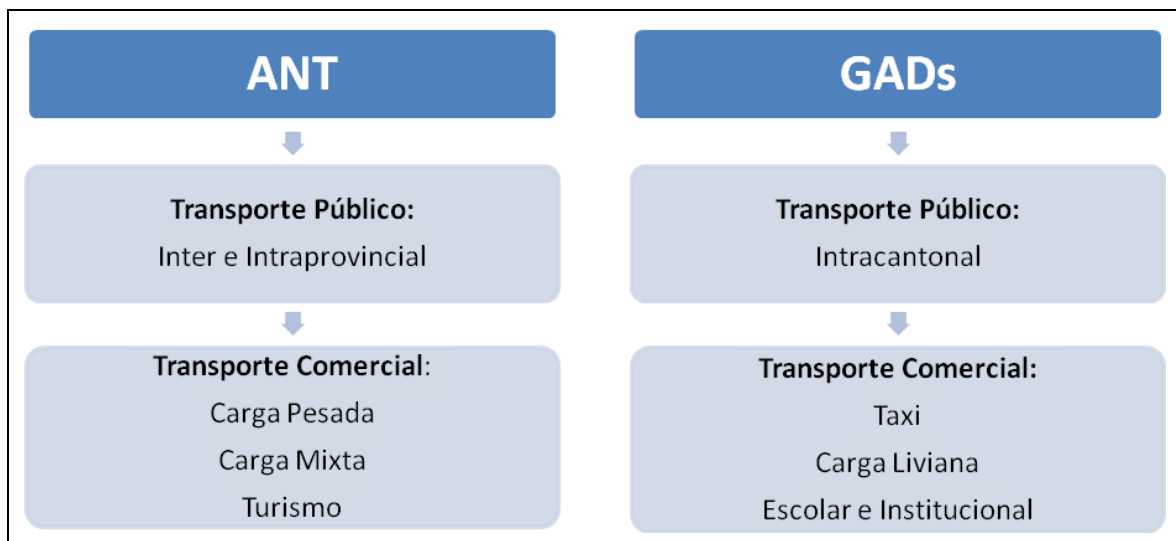 ANT
Transporte Público:
Inter e Intraprovincial
Transporte Comercial:
Carga Pesada
Carga Mixta
Turismo
GADs
Transporte Público:
Intracantonal
Transporte Comercial:
Taxi
Carga Liviana
Escolar e Institucional